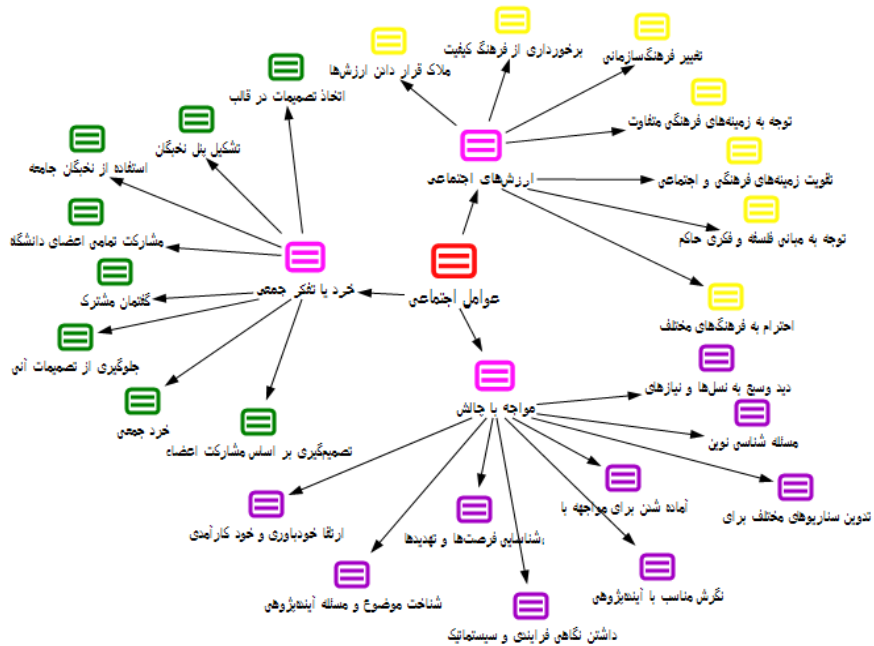 برخورداری از فرهنگ کیفیت
تغییر فرهنگ‌سازمانی
ملاک قرار دادن ارزش‌ها
اتخاذ تصمیمات در قالب
توجه به زمینه‌های فرهنگی متفاوت
تشکیل پنل نخبگان
استفاده از نخبگان جامعه
ارزش‌های اجتماعی
تقویت زمینه‌های فرهنگی و اجتماعی
مشارکت تمامی اعضای دانشگاه
توجه به مبانی فلسفه و فکری حاکم
خرد یا تفکر جمعی
عوامل اجتماعی
گفتمان مشترک
احترام به فرهنگ‌های مختلف
جلوگیری از تصمیمات آنی
دید وسیع به نسل‌ها و نیازهای
مواجه با چالش
خرد جمعی
مسئله شناسی نوین
تصمیم‌گیری بر اساس مشارکت اعضاء
آماده شدن برای مواجهه با
تدوین سناریوهای مختلف برای
ارتقا خودباوری و خود کارآمدی
شناسایی فرصت‌ها و تهدیدها
نگرش مناسب با آینده‌پژوهی
شناخت موضوع و مسئله آینده‌پژوهی
داشتن نگاهی فرایندی و سیستماتیک